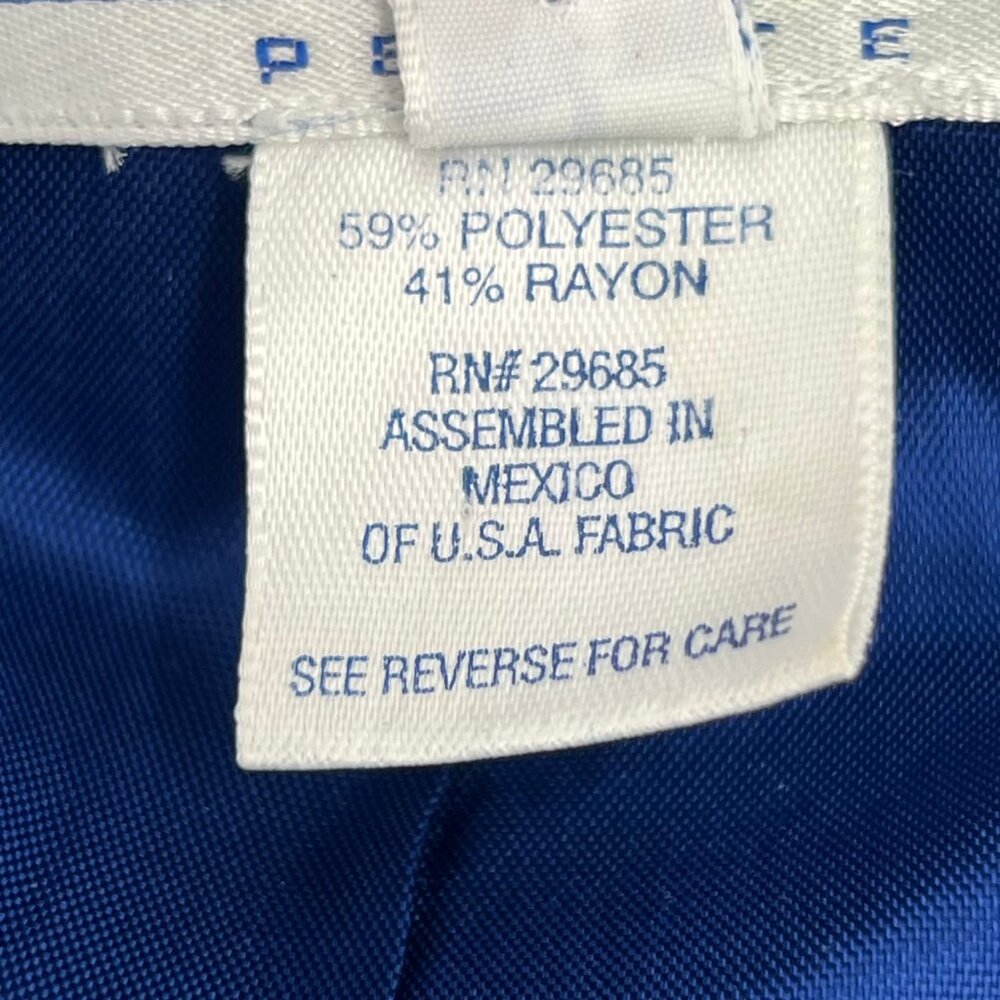 P E
RN 29685
59% POLYESTER
41% RAYON
RN# 29685
ASSEMBLED IN
MEXICO
OF U.S.A. FABRIC
SEE REVERSE FOR CARE